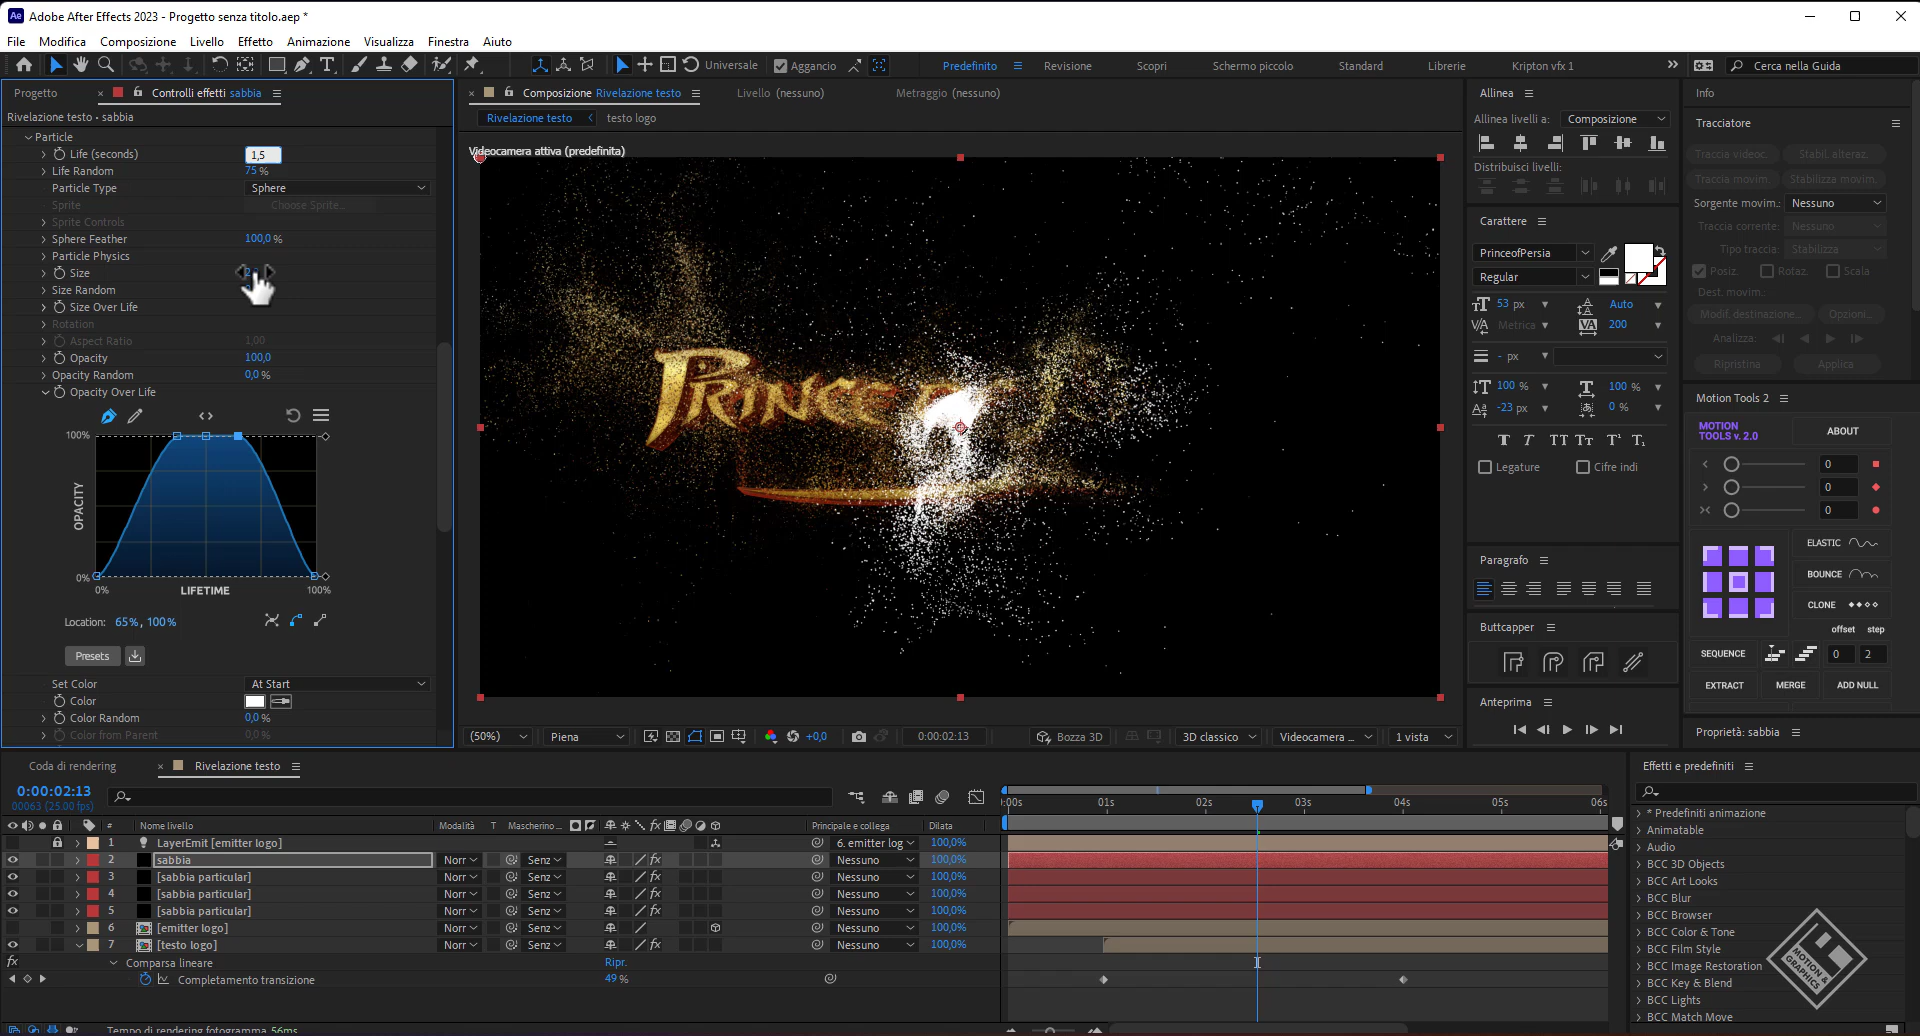 Adobe After Effects 2023 - Progetto senza titolo.aep *
File Modifica Composizione Livello Effetto Animazione Visualizza Finestra Aiuto
Universale Aggancio Predefinito Revisione Scopri Schermo piccolo Standard Librerie Kripton vfx 1 Cerca nella Guida
Progetto Controlli effetti sabbia
Rivelazione testo • sabbia
Particle
Life (seconds) 1,5
Life Random 75 %
Particle Type Sphere
Sprite Choose Sprite...
Sprite Controls
Sphere Feather 100,0 %
Particle Physics
Size
Size Random
Size Over Life
Rotation
Aspect Ratio 1,00
Opacity 100,0
Opacity Random 0,0 %
Opacity Over Life
100%
OPACITY
0%
0% LIFETIME 100%
Location: 65%, 100%
Presets
Set Color At Start
Color
Color Random 0,0 %
Color from Parent 0,0 %
Composizione Rivelazione testo Livello (nessuno) Metraggio (nessuno)
Rivelazione testo testo logo
Videocamera attiva (predefinita)
PRINCE OF
(50%) Piena +0,0 0:00:02:13 Bozza 3D 3D classico Videocamera ... 1 vista
Allinea
Allinea livelli a: Composizione
Distribuisci livelli:
Carattere
PrinceofPersia
Regular
53 px Auto
Metrica 200
- px
100 % 100 %
-23 px 0 %
Legature Cifre indi
Paragrafo
Buttcapper
Anteprima
Info
Tracciatore
Traccia videoc. Stabil. alteraz.
Traccia movim. Stabilizza movim.
Sorgente movim.: Nessuno
Traccia corrente: Nessuno
Tipo traccia: Stabilizza
Posiz. Rotaz. Scala
Dest. movim.:
Modif. destinazione... Opzioni...
Analizza:
Ripristina Applica
Motion Tools 2
MOTION
TOOLS v. 2.0 ABOUT
0
0
0
ELASTIC
BOUNCE
CLONE
offset step
SEQUENCE 0 2
EXTRACT MERGE ADD NULL
Proprietà: sabbia
Coda di rendering Rivelazione testo
0:00:02:13
00063 (25.00 fps)
# Nome livello Modalità T Mascherino ... Principale e collega Dilata
1 LayerEmit [emitter logo] 6. emitter log 100,0%
2 sabbia Norr Senz Nessuno 100,0%
3 [sabbia particular] Norr Senz Nessuno 100,0%
4 [sabbia particular] Norr Senz Nessuno 100,0%
5 [sabbia particular] Norr Senz Nessuno 100,0%
6 [emitter logo] Norr Senz Nessuno 100,0%
7 [testo logo] Norr Senz Nessuno 100,0%
fx Comparsa lineare Ripr.
Completamento transizione 49 %
Tempo di rendering fotogramma 56ms
:00s 01s 02s 03s 04s 05s 06s
Effetti e predefiniti
* Predefiniti animazione
Animatable
Audio
BCC 3D Objects
BCC Art Looks
BCC Blur
BCC Browser
BCC Color & Tone
BCC Film Style
BCC Image Restoration
BCC Key & Blend
BCC Lights
BCC Match Move
MOTION &
GRAPHICS